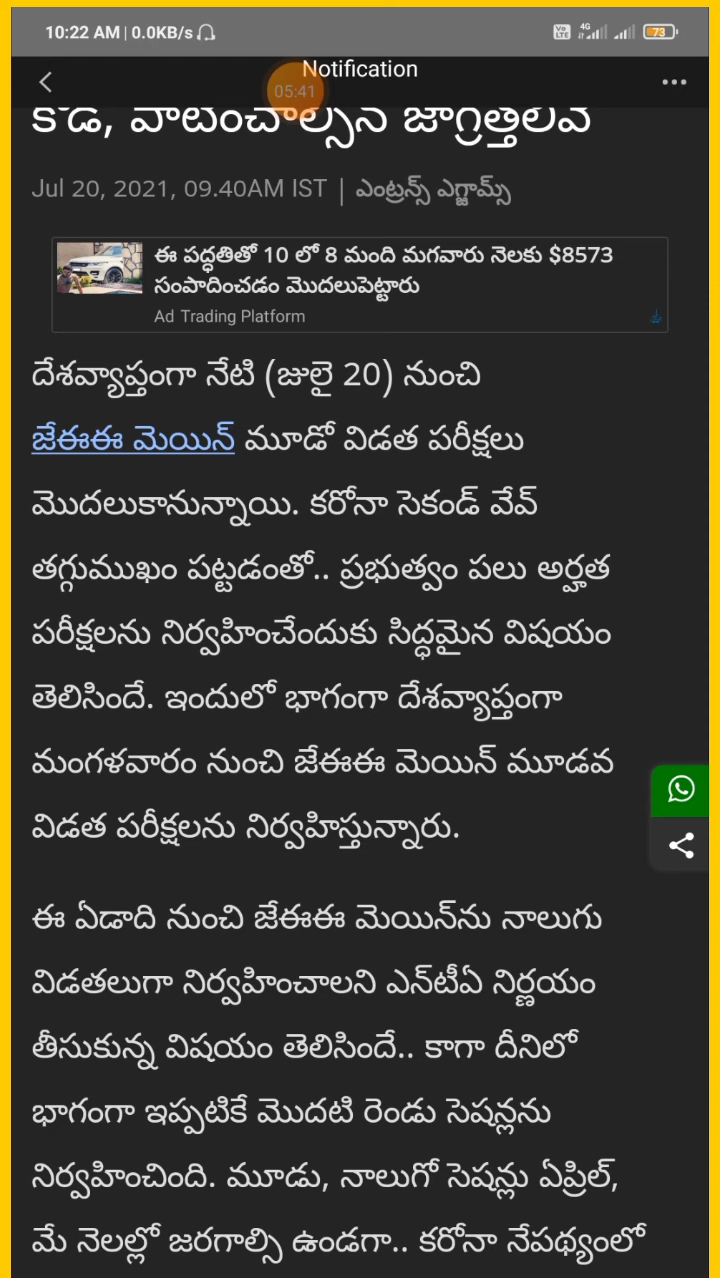 10:22 AM | 0.0KB/s
Vo LTE 4G 73
Notification
05:41
Jul 20, 2021, 09.40AM IST | ఎంట్రన్స్ ఎగ్జామ్స్
ఈ పద్ధతితో 10 లో 8 మంది మగవారు నెలకు $8573
సంపాదించడం మొదలుపెట్టారు
Ad Trading Platform
దేశవ్యాప్తంగా నేటి (జులై 20) నుంచి
జేఈఈ మెయిన్ మూడో విడత పరీక్షలు
మొదలుకానున్నాయి. కరోనా సెకండ్ వేవ్
తగ్గుముఖం పట్టడంతో.. ప్రభుత్వం పలు అర్హత
పరీక్షలను నిర్వహించేందుకు సిద్ధమైన విషయం
తెలిసిందే. ఇందులో భాగంగా దేశవ్యాప్తంగా
మంగళవారం నుంచి జేఈఈ మెయిన్ మూడవ
విడత పరీక్షలను నిర్వహిస్తున్నారు.
ఈ ఏడాది నుంచి జేఈఈ మెయిన్‌ను నాలుగు
విడతలుగా నిర్వహించాలని ఎన్‌టీఏ నిర్ణయం
తీసుకున్న విషయం తెలిసిందే.. కాగా దీనిలో
భాగంగా ఇప్పటికే మొదటి రెండు సెషన్లను
నిర్వహించింది. మూడు, నాలుగో సెషన్లు ఏప్రిల్,
మే నెలల్లో జరగాల్సి ఉండగా.. కరోనా నేపథ్యంలో